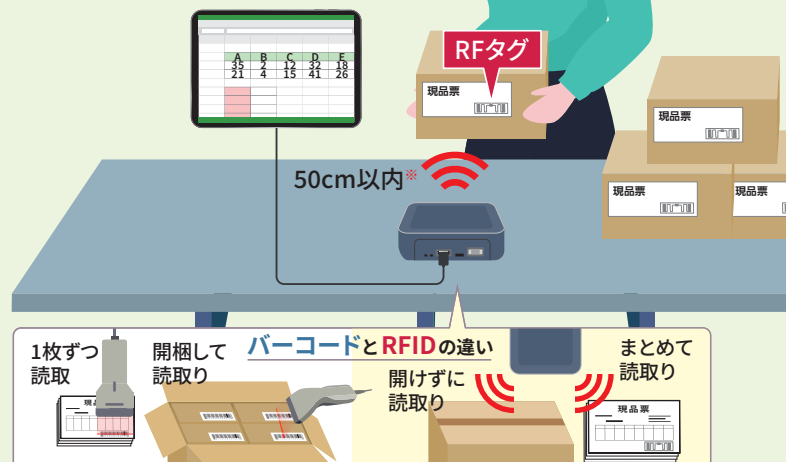 A B C D E
35 2 12 32 18
21 4 15 41 26
RFタグ
現品票
現品票
現品票
現品票
50cm以内※
バーコードとRFIDの違い
1枚ずつ
読取
開梱して
読取り
開けずに
読取り
まとめて
読取り
現品票